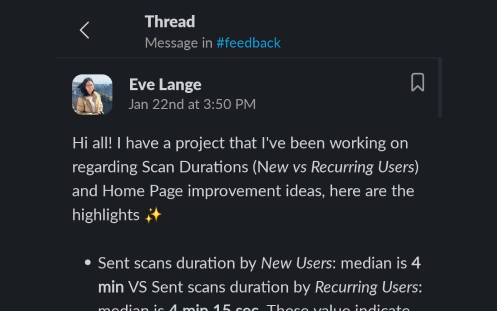 Thread
Message in #feedback
Eve Lange
Jan 22nd at 3:50 PM
Hi all! I have a project that I've been working on
regarding Scan Durations (New vs Recurring Users)
and Home Page improvement ideas, here are the
highlights ✨
• Sent scans duration by New Users: median is 4
min VS Sent scans duration by Recurring Users:
median is 4 min 15 sec. These value indicate